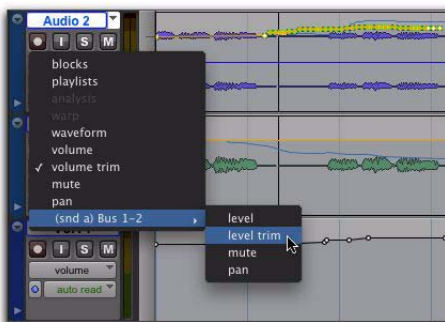 Audio 2
I S M
blocks
playlists
analysis
warp
waveform
volume
✓ volume trim
mute
pan
(snd a) Bus 1-2
level
level trim
mute
pan
I S M
volume
auto read